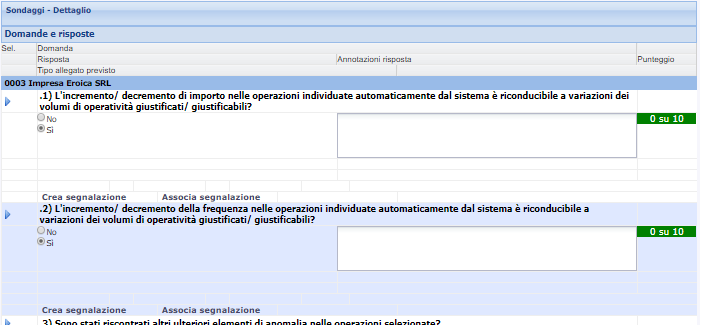 Sondaggi - Dettaglio
Domande e risposte
Sel. Domanda
Risposta Annotazioni risposta Punteggio
Tipo allegato previsto
0003 Impresa Eroica SRL
.1) L'incremento/ decremento di importo nelle operazioni individuate automaticamente dal sistema è riconducibile a variazioni dei
volumi di operatività giustificati/ giustificabili?
No 0 su 10
Sì
Crea segnalazione Associa segnalazione
.2) L'incremento/ decremento della frequenza nelle operazioni individuate automaticamente dal sistema è riconducibile a
variazioni dei volumi di operatività giustificati/ giustificabili?
No 0 su 10
Sì
Crea segnalazione Associa segnalazione
.3) Sono stati riscontrati altri ulteriori elementi di anomalia nelle operazioni selezionate?